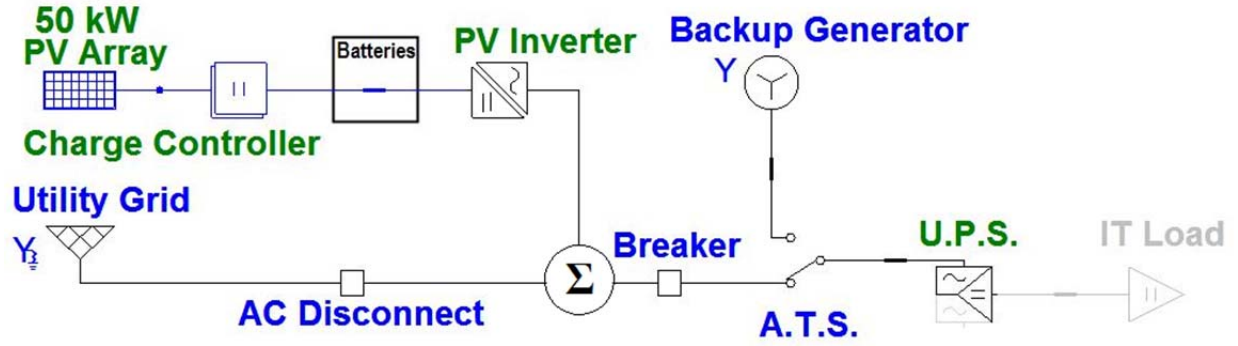 50 kW
PV Array
Batteries
PV Inverter
Backup Generator
Y
Charge Controller
Utility Grid
Y
Σ
Breaker
U.P.S.
IT Load
AC Disconnect
A.T.S.